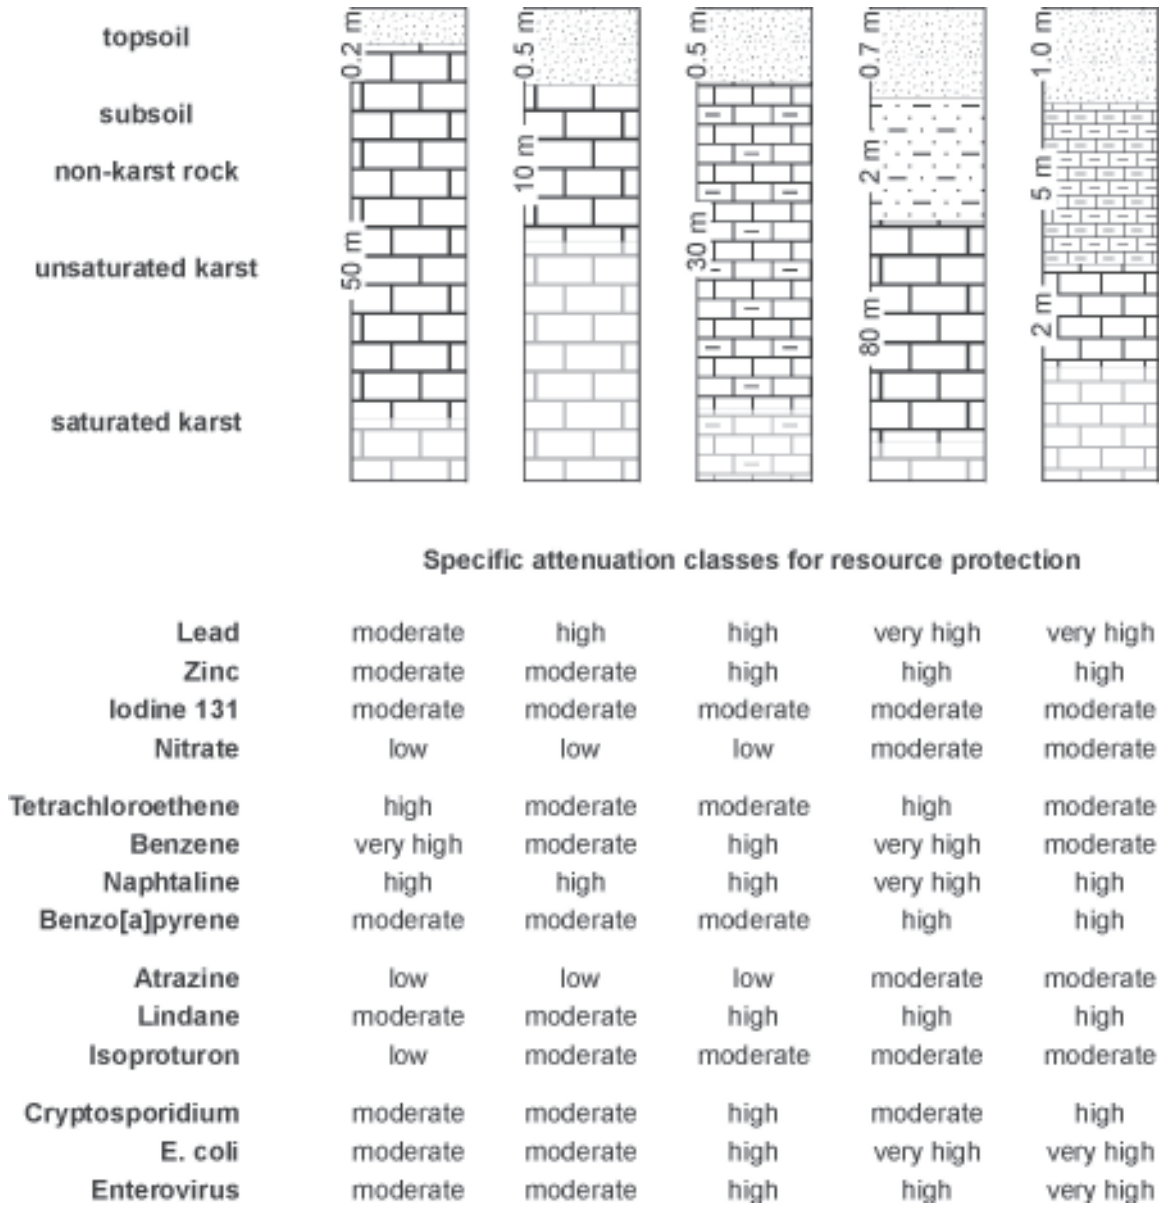 topsoil
subsoil
non-karst rock
unsaturated karst
saturated karst
0.2 m
50 m
0.5 m
10 m
0.5 m
30 m
0.7 m
2 m
80 m
1.0 m
5 m
2 m
Specific attenuation classes for resource protection
Lead moderate high high very high very high
Zinc moderate moderate high high high
Iodine 131 moderate moderate moderate moderate moderate
Nitrate low low low moderate moderate
Tetrachloroethene high moderate moderate high moderate
Benzene very high moderate high very high moderate
Naphtaline high high high very high high
Benzo[a]pyrene moderate moderate moderate high high
Atrazine low low low moderate moderate
Lindane moderate moderate high high high
Isoproturon low moderate moderate moderate moderate
Cryptosporidium moderate moderate high moderate high
E. coli moderate moderate high very high very high
Enterovirus moderate moderate high high very high